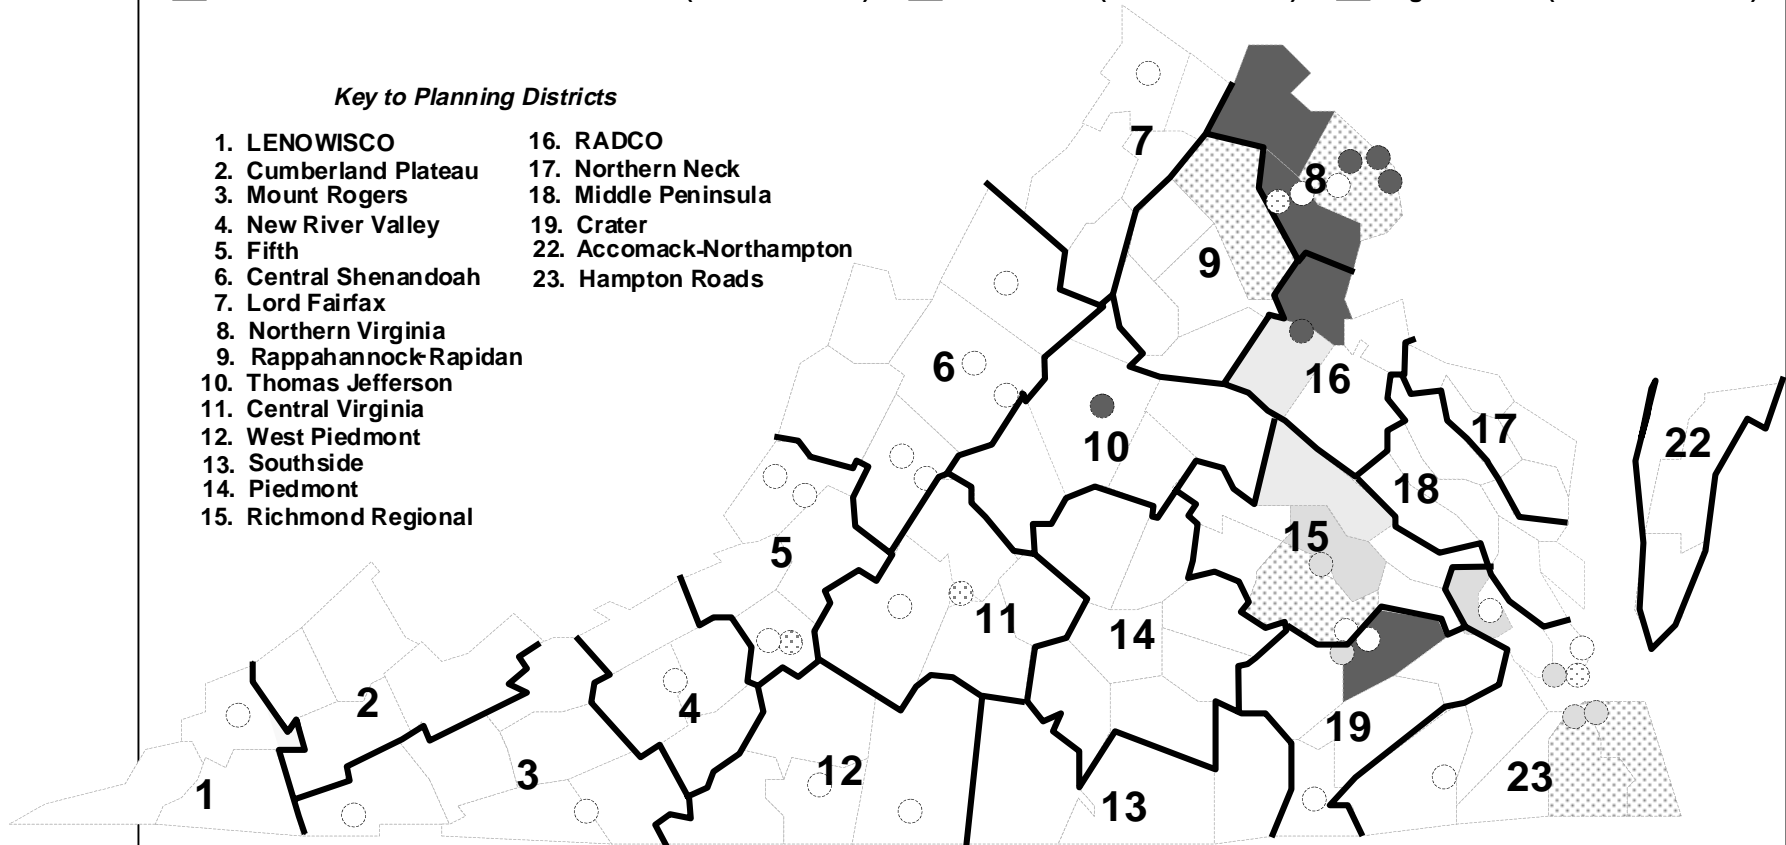 Key to Planning Districts
1. LENOWISCO
2. Cumberland Plateau
3. Mount Rogers
4. New River Valley
5. Fifth
6. Central Shenandoah
7. Lord Fairfax
8. Northern Virginia
9. Rappahannock-Rapidan
10. Thomas Jefferson
11. Central Virginia
12. West Piedmont
13. Southside
14. Piedmont
15. Richmond Regional
16. RADCO
17. Northern Neck
18. Middle Peninsula
19. Crater
22. Accomack-Northampton
23. Hampton Roads
7
8
9
6
16
10
17
22
18
15
5
11
14
2
4
19
1
3
12
13
23